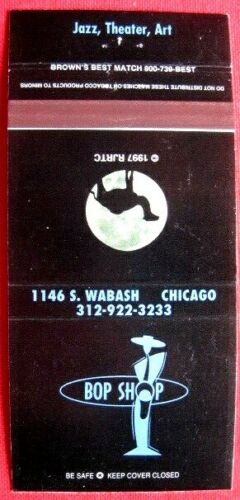 Jazz, Theater, Art
BROWN'S BEST MATCH 800-739-BEST
DO NOT DISTRIBUTE THESE MATCHES OR TOBACCO PRODUCTS TO MINORS
© 1997 RJRTC
1146 S. WABASH CHICAGO
312-922-3233
BOP SHOP
BE SAFE KEEP COVER CLOSED